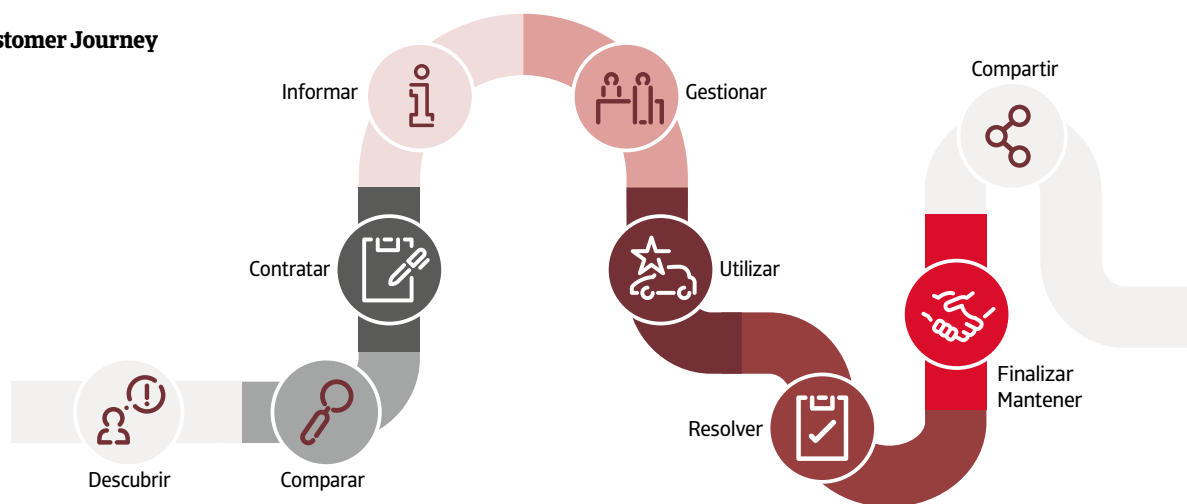 stomer Journey
Descubrir
Comparar
Contratar
Informar
Gestionar
Utilizar
Resolver
Finalizar
Mantener
Compartir